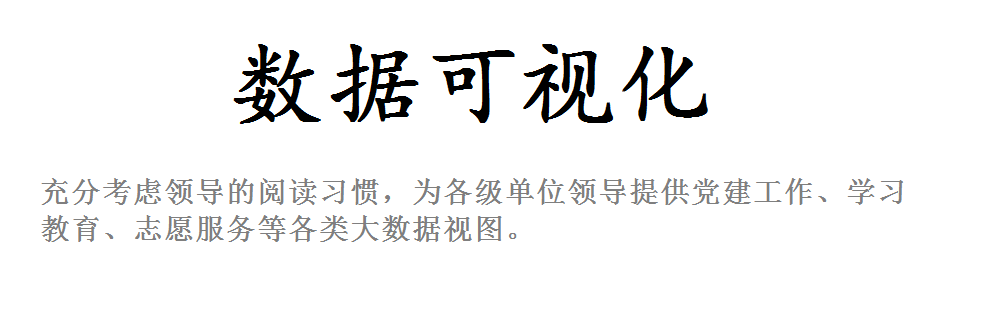 数据可视化
充分考虑领导的阅读习惯，为各级单位领导提供党建工作、学习
教育、志愿服务等各类大数据视图。